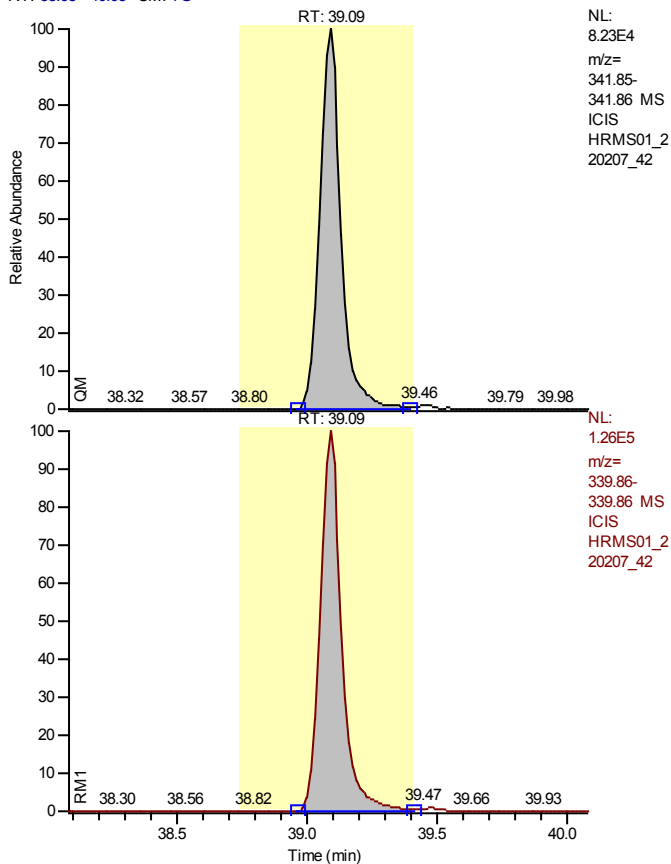 RT: 39.09
NL:
8.23E4
m/z=
341.85-
341.86 MS
ICIS
HRMS01_2
20207_42
100
90
80
70
60
50
40
30
20
10
0
Relative Abundance
QM
38.32 38.57 38.80 39.46 39.79 39.98
RT: 39.09
NL:
1.26E5
m/z=
339.86-
339.86 MS
ICIS
HRMS01_2
20207_42
100
90
80
70
60
50
40
30
20
10
0
RM1
38.30 38.56 38.82 39.47 39.66 39.93
38.5 39.0 39.5 40.0
Time (min)